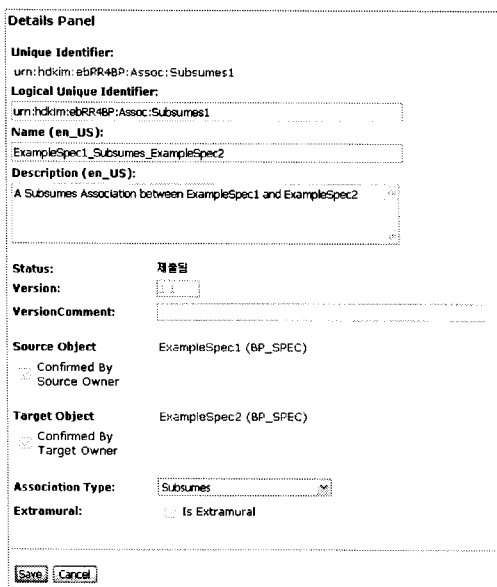 Details Panel
Unique Identifier:
urn:hdkim:ebRR4BP:Assoc:Subsumes1
Logical Unique Identifier:
urn:hdkim:ebRR4BP:Assoc:Subsumes1
Name (en_US):
ExampleSpec1_Subsumes_ExampleSpec2
Description (en_US):
A Subsumes Association between ExampleSpec1 and ExampleSpec2
Status: 제출됨
Version: 1.1
VersionComment:
Source Object ExampleSpec1 (BP_SPEC)
Confirmed By
Source Owner
Target Object ExampleSpec2 (BP_SPEC)
Confirmed By
Target Owner
Association Type: Subsumes
Extramural: Is Extramural
Save Cancel